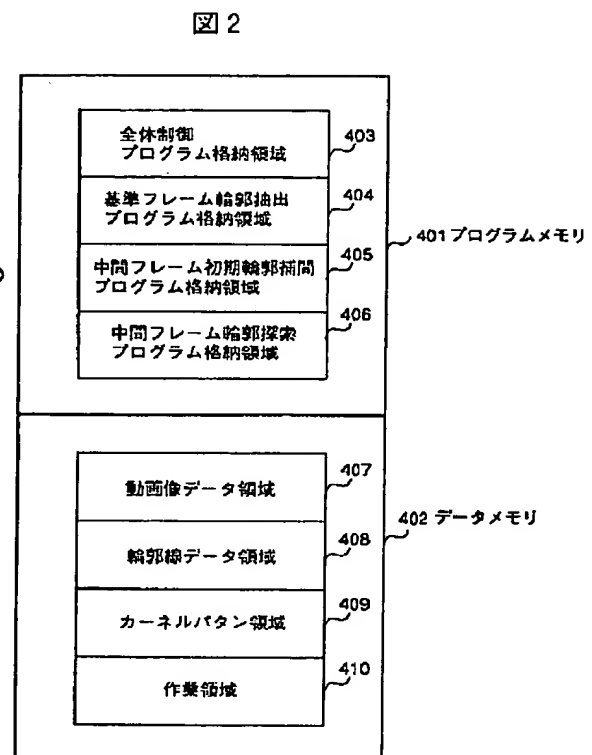 図2
全体制御
プログラム格納領域
403
基準フレーム輪郭抽出
プログラム格納領域
404
中間フレーム初期輪郭補間
プログラム格納領域
405
中間フレーム輪郭探索
プログラム格納領域
406
401 プログラムメモリ
動画像データ領域
407
輪郭線データ領域
408
カーネルパタン領域
409
作業領域
410
402 データメモリ